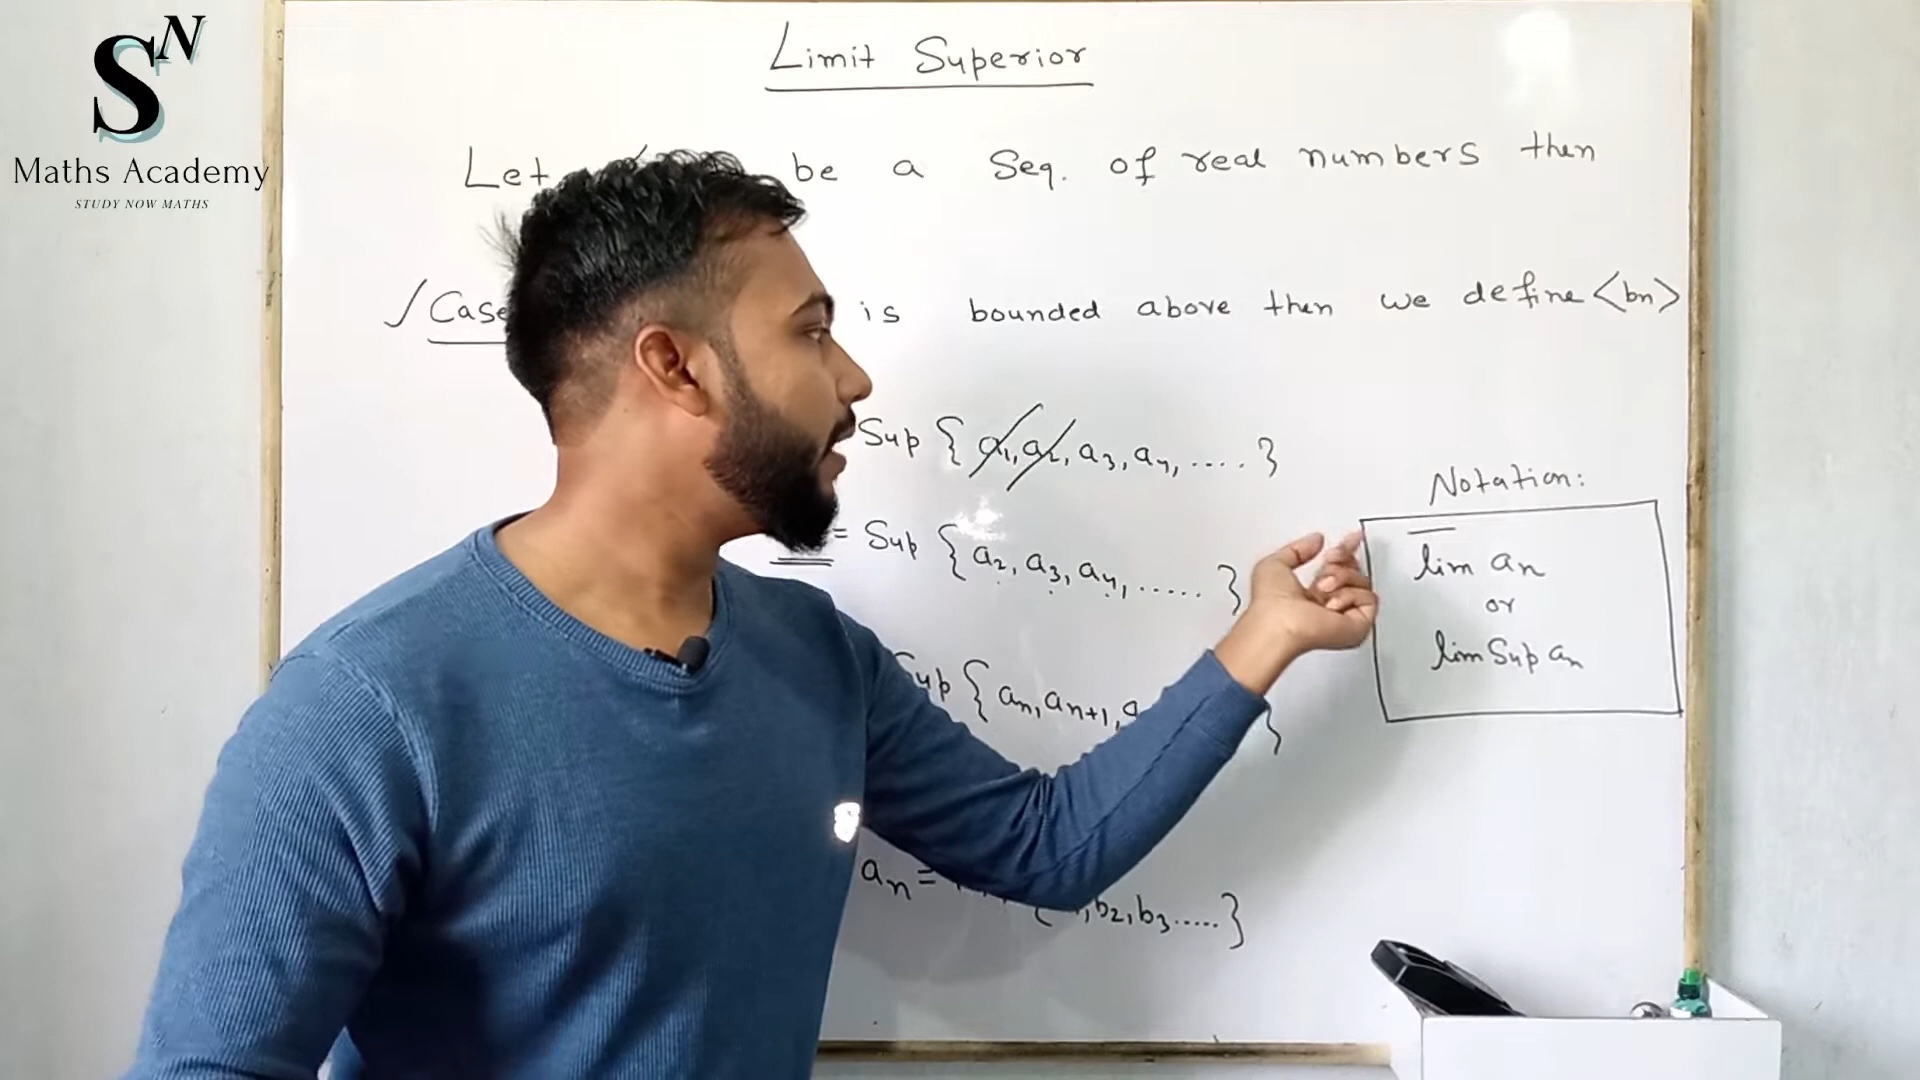 SN
Maths Academy
STUDY NOW MATHS
Limit Superior
Let be a Seq. of real numbers then
Case is bounded above then we define <bn>
Sup { a1, a2, a3, a4, ..... }
= Sup { a2, a3, a4, ...... }
Sup { an, an+1, a }
an = { , b2, b3 ..... }
Notation:
lim an
or
lim Sup an